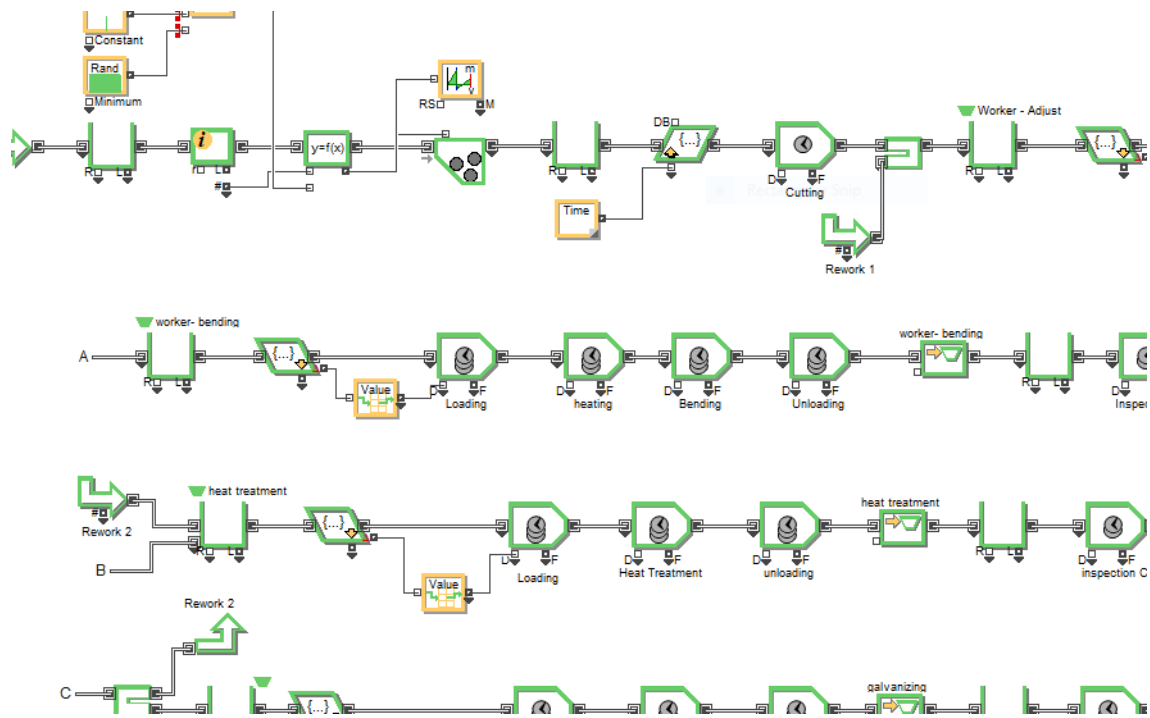 Constant
Rand
Minimum
m
v
RS M
i
y=f(x)
r L
#
R L
R L
DB
{...}
Time
D F
Cutting
Worker - Adjust
R L
{...}
#
Rework 1
A
worker- bending
R L
{...}
Value
D F
Loading
D F
heating
D F
Bending
D F
Unloading
worker- bending
R L
D
Inspe
Rework 2
#
B
heat treatment
R L
{...}
Value
D F
Loading
D F
Heat Treatment
D F
unloading
heat treatment
R L
D F
inspection C
Rework 2
C
{...}
galvanizing